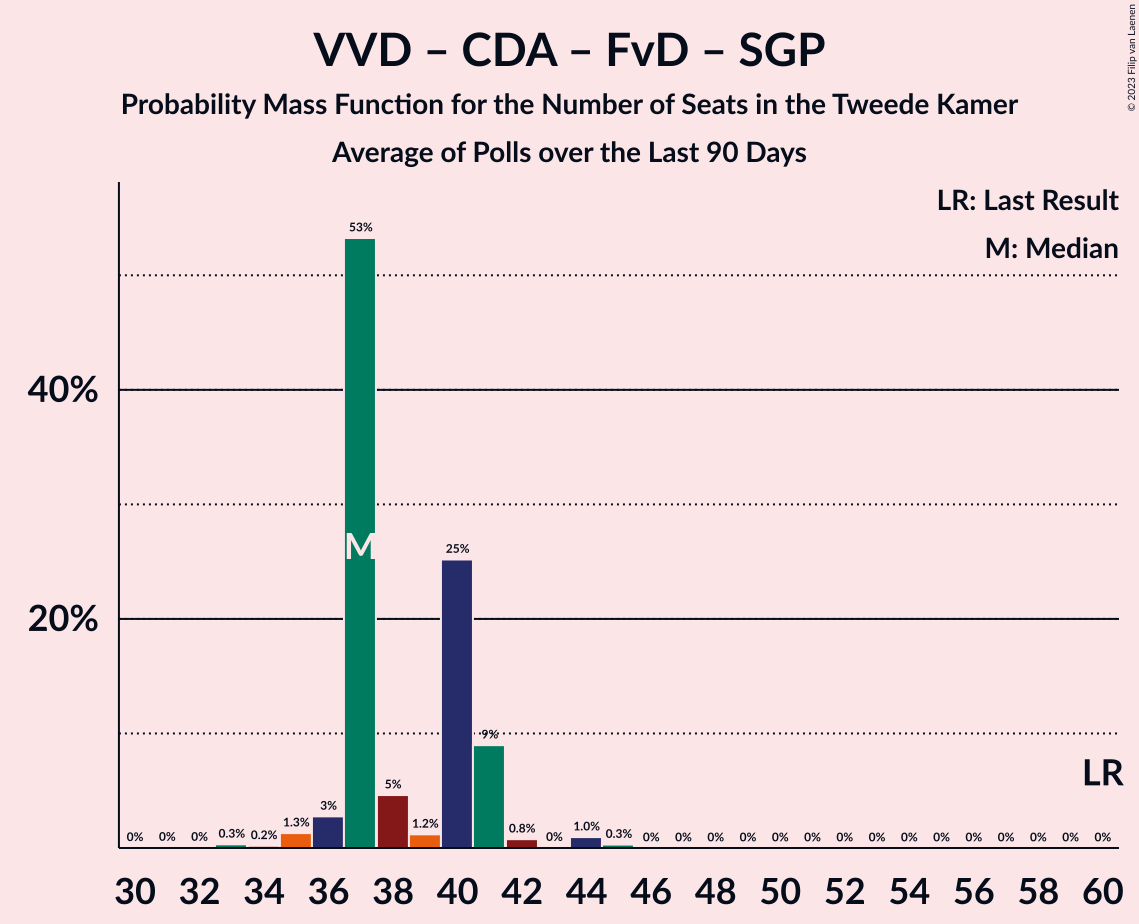 VVD – CDA – FvD – SGP
Probability Mass Function for the Number of Seats in the Tweede Kamer
Average of Polls over the Last 90 Days
© 2023 Filip van Laenen
LR: Last Result
M: Median
53%
40%
M
25%
20%
9%
LR
5%
3%
0% 0% 0% 0.3% 0.2% 1.3% 1.2% 0.8% 0% 1.0% 0.3% 0% 0% 0% 0% 0% 0% 0% 0% 0% 0% 0% 0% 0% 0% 0%
30 32 34 36 38 40 42 44 46 48 50 52 54 56 58 60